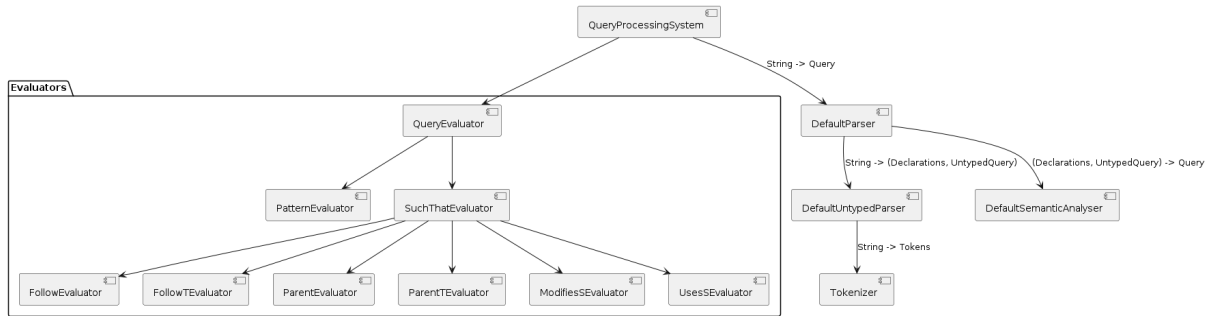 QueryProcessingSystem
String -> Query
Evaluators
QueryEvaluator
DefaultParser
String -> (Declarations, UntypedQuery)
(Declarations, UntypedQuery) -> Query
PatternEvaluator
SuchThatEvaluator
DefaultUntypedParser
DefaultSemanticAnalyser
String -> Tokens
FollowEvaluator
FollowTEvaluator
ParentEvaluator
ParentTEvaluator
ModifiesSEvaluator
UsesSEvaluator
Tokenizer